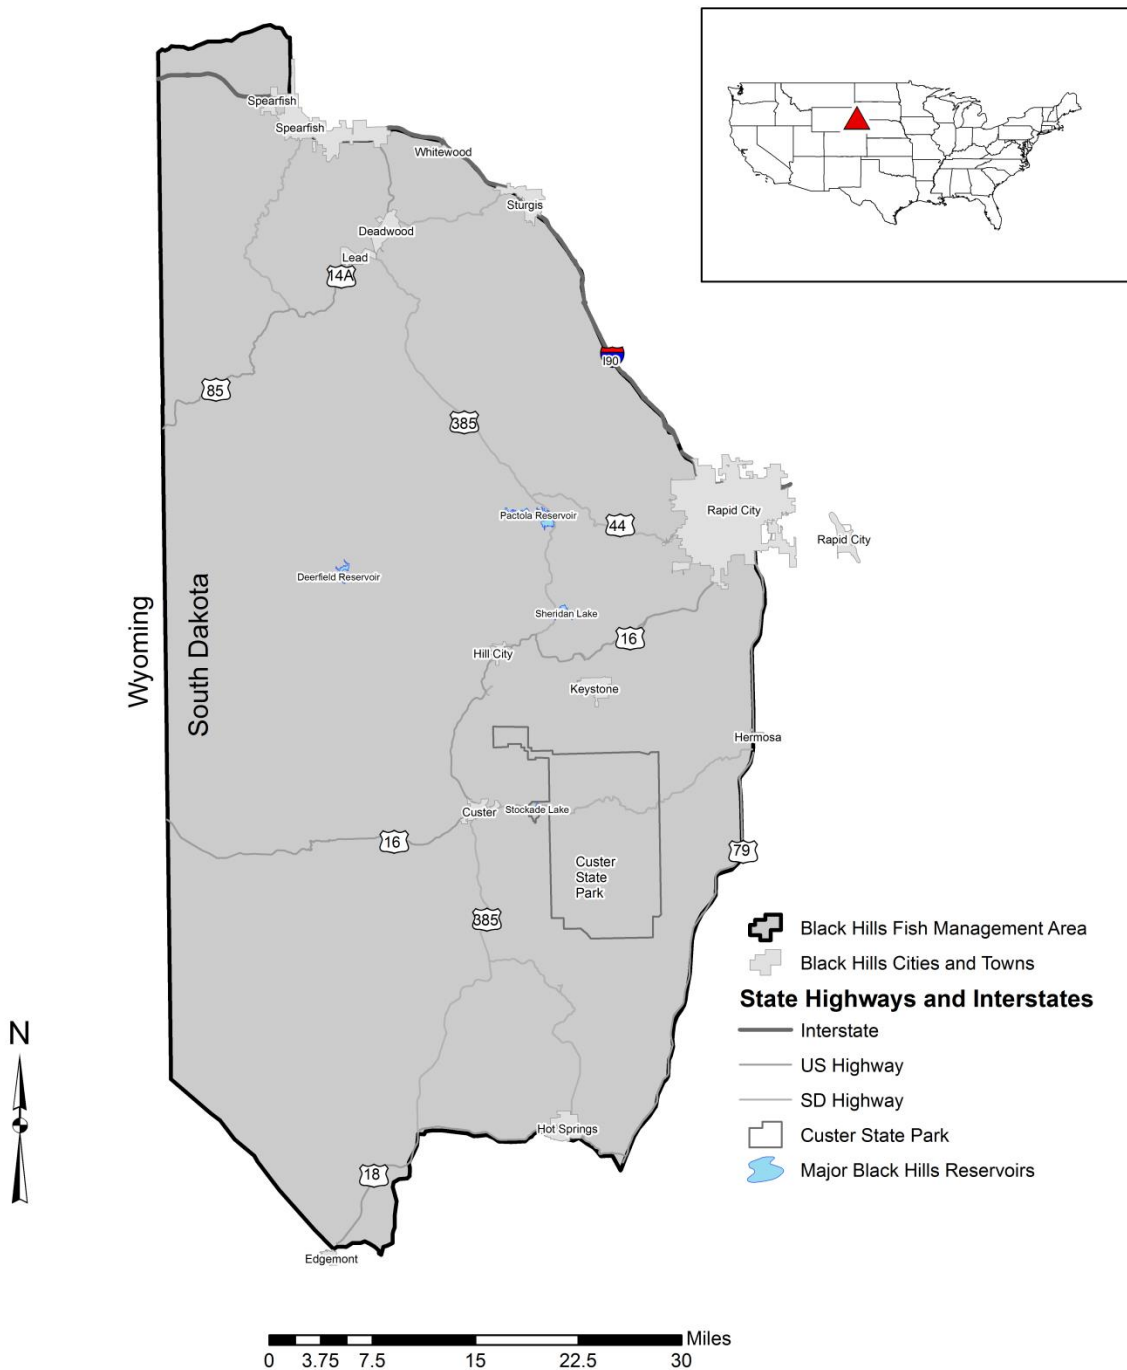 Spearfish
Spearfish
Whitewood
Sturgis
Deadwood
Lead
14A
I90
85
385
Rapid City
Pactola Reservoir
44
Rapid City
Deerfield Reservoir
Sheridan Lake
Wyoming
South Dakota
16
Hill City
Keystone
Hermosa
Custer
Stockade Lake
16
79
Custer
State
Park
385
Black Hills Fish Management Area
Black Hills Cities and Towns
State Highways and Interstates
Interstate
US Highway
SD Highway
Custer State Park
Major Black Hills Reservoirs
N
Hot Springs
18
Edgemont
Miles
0 3.75 7.5 15 22.5 30